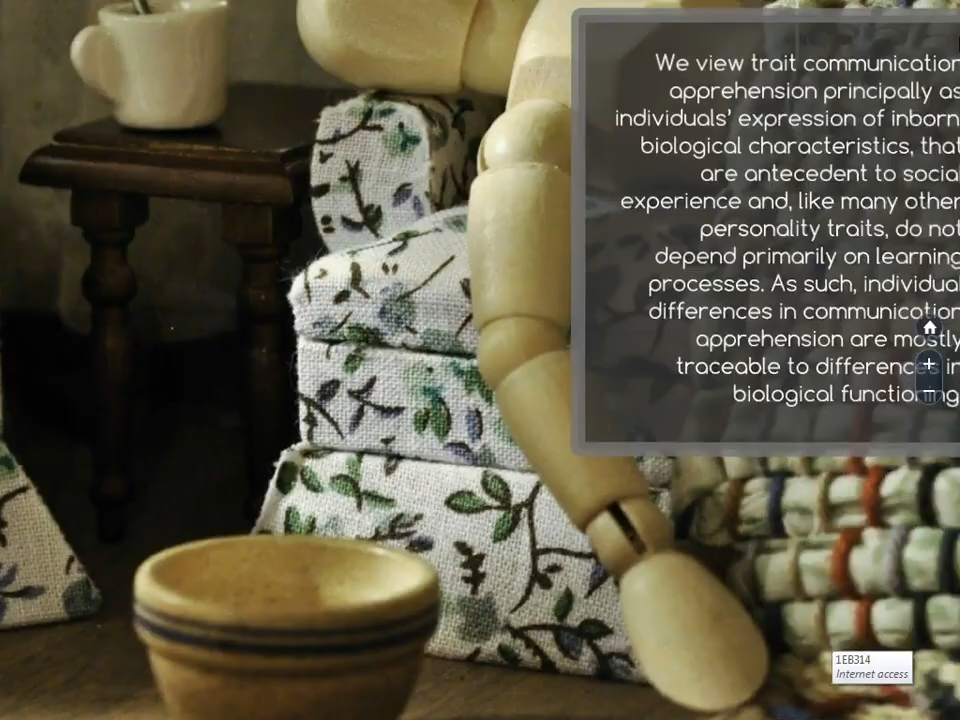 We view trait communication
apprehension principally as
individuals' expression of inborn
biological characteristics, that
are antecedent to social
experience and, like many other
personality traits, do not
depend primarily on learning
processes. As such, individual
differences in communication
apprehension are mostly
traceable to differences in
biological functioning
1EB314
Internet access